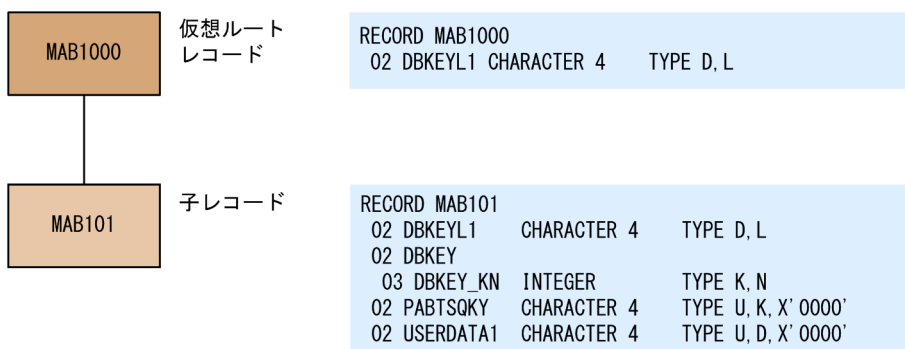 MAB1000
仮想ルート
レコード
RECORD MAB1000
02 DBKEYL1 CHARACTER 4 TYPE D,L
MAB101
子レコード
RECORD MAB101
02 DBKEYL1 CHARACTER 4 TYPE D,L
02 DBKEY
03 DBKEY_KN INTEGER TYPE K,N
02 PABTSQKY CHARACTER 4 TYPE U,K,X'0000'
02 USERDATA1 CHARACTER 4 TYPE U,D,X'0000'